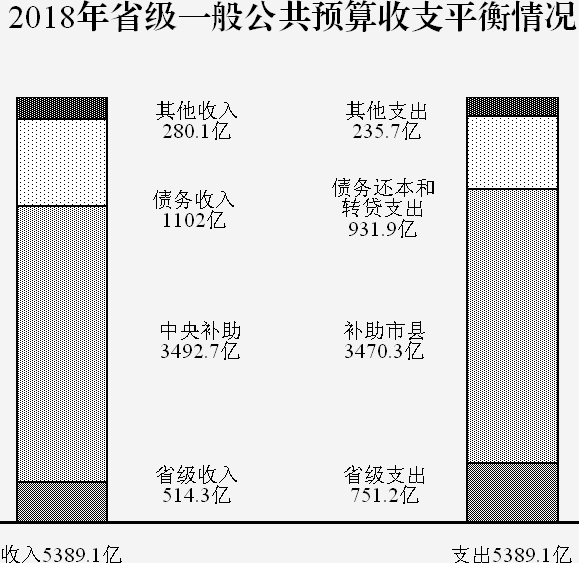 2018年省级一般公共预算收支平衡情况
其他收入
280.1亿
其他支出
235.7亿
债务收入
1102亿
债务还本和
转贷支出
931.9亿
中央补助
3492.7亿
补助市县
3470.3亿
省级收入
514.3亿
省级支出
751.2亿
收入5389.1亿
支出5389.1亿